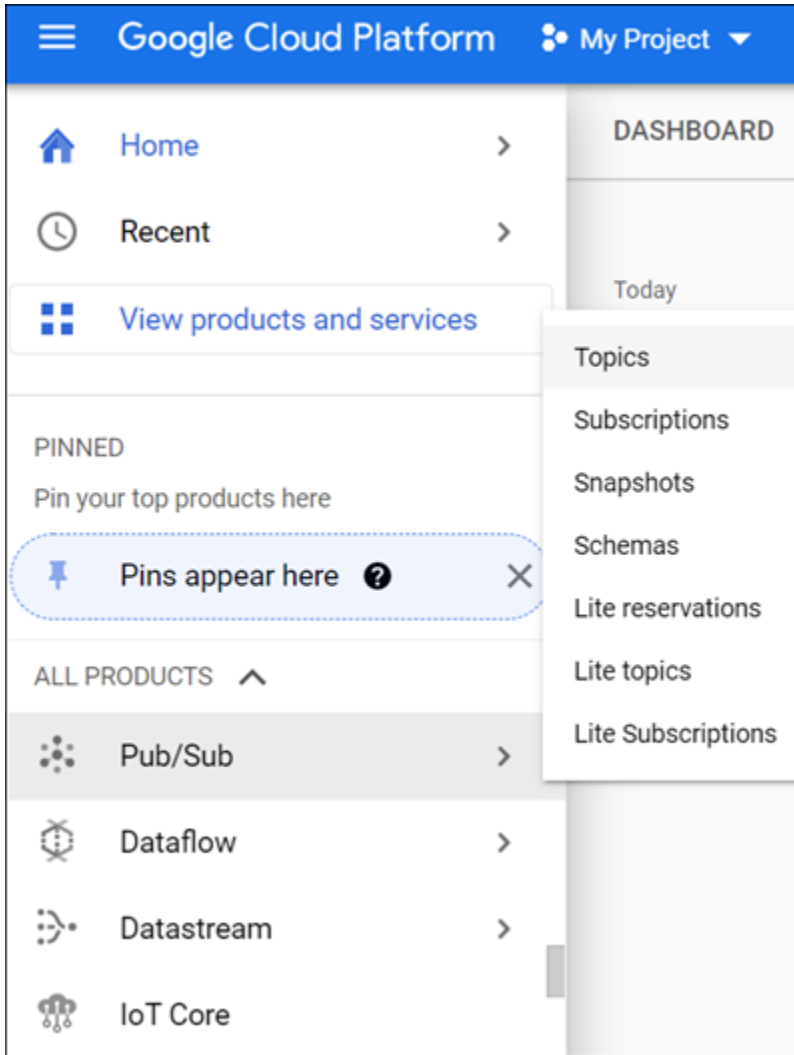 Google Cloud Platform
My Project
Home
Recent
View products and services
PINNED
Pin your top products here
Pins appear here
ALL PRODUCTS
Pub/Sub
Dataflow
Datastream
IoT Core
DASHBOARD
Today
Topics
Subscriptions
Snapshots
Schemas
Lite reservations
Lite topics
Lite Subscriptions